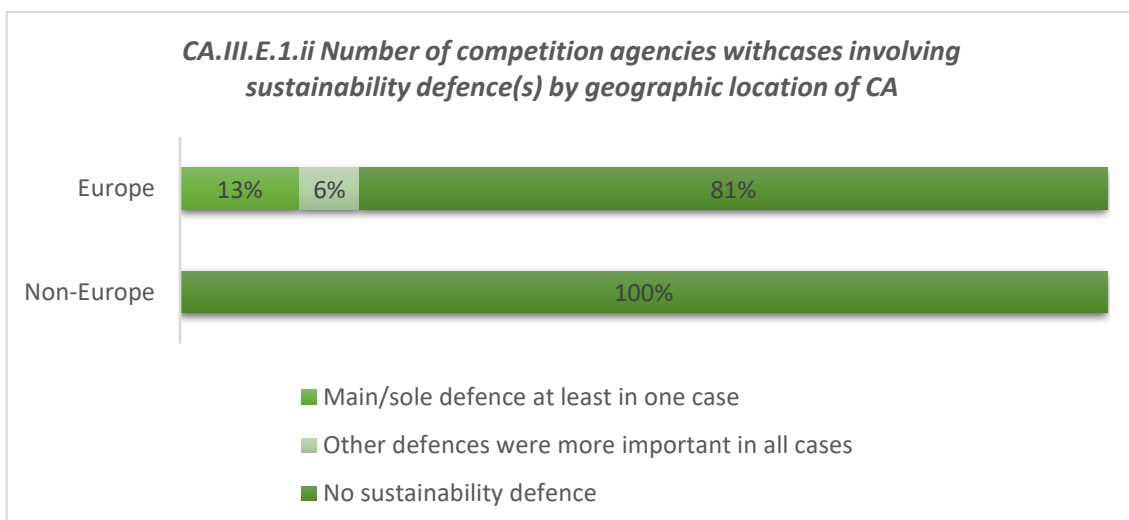 CA.III.E.1.ii Number of competition agencies withcases involving
sustainability defence(s) by geographic location of CA
Europe
13%
6%
81%
Non-Europe
100%
Main/sole defence at least in one case
Other defences were more important in all cases
No sustainability defence